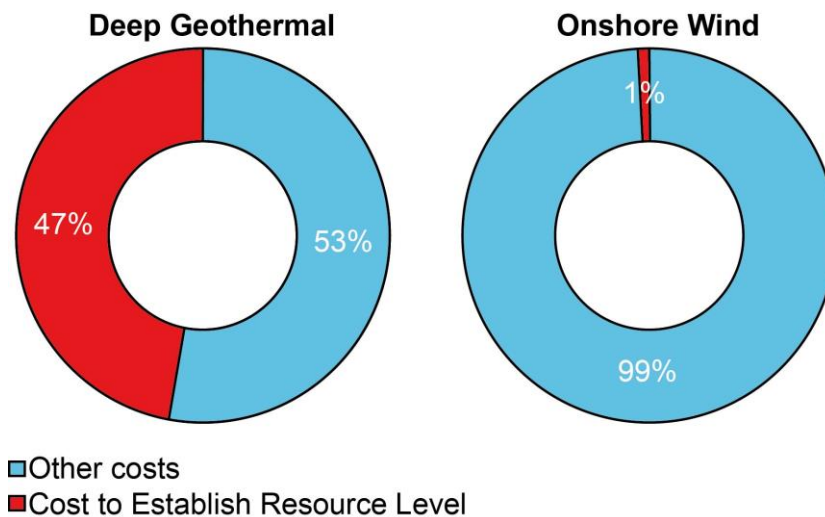 Deep Geothermal
Onshore Wind
47%
53%
1%
99%
Other costs
Cost to Establish Resource Level